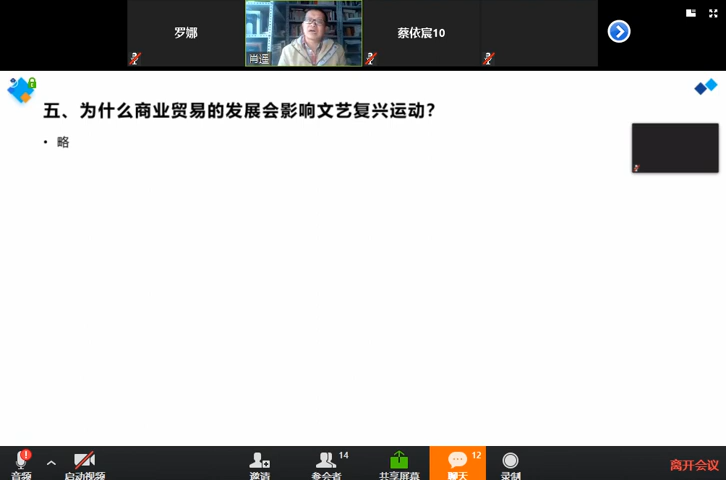 罗娜
肖遥
蔡依宸10
五、为什么商业贸易的发展会影响文艺复兴运动?
• 略
音频
启动视频
邀请
参会者
14
共享屏幕
聊天
12
录制
离开会议